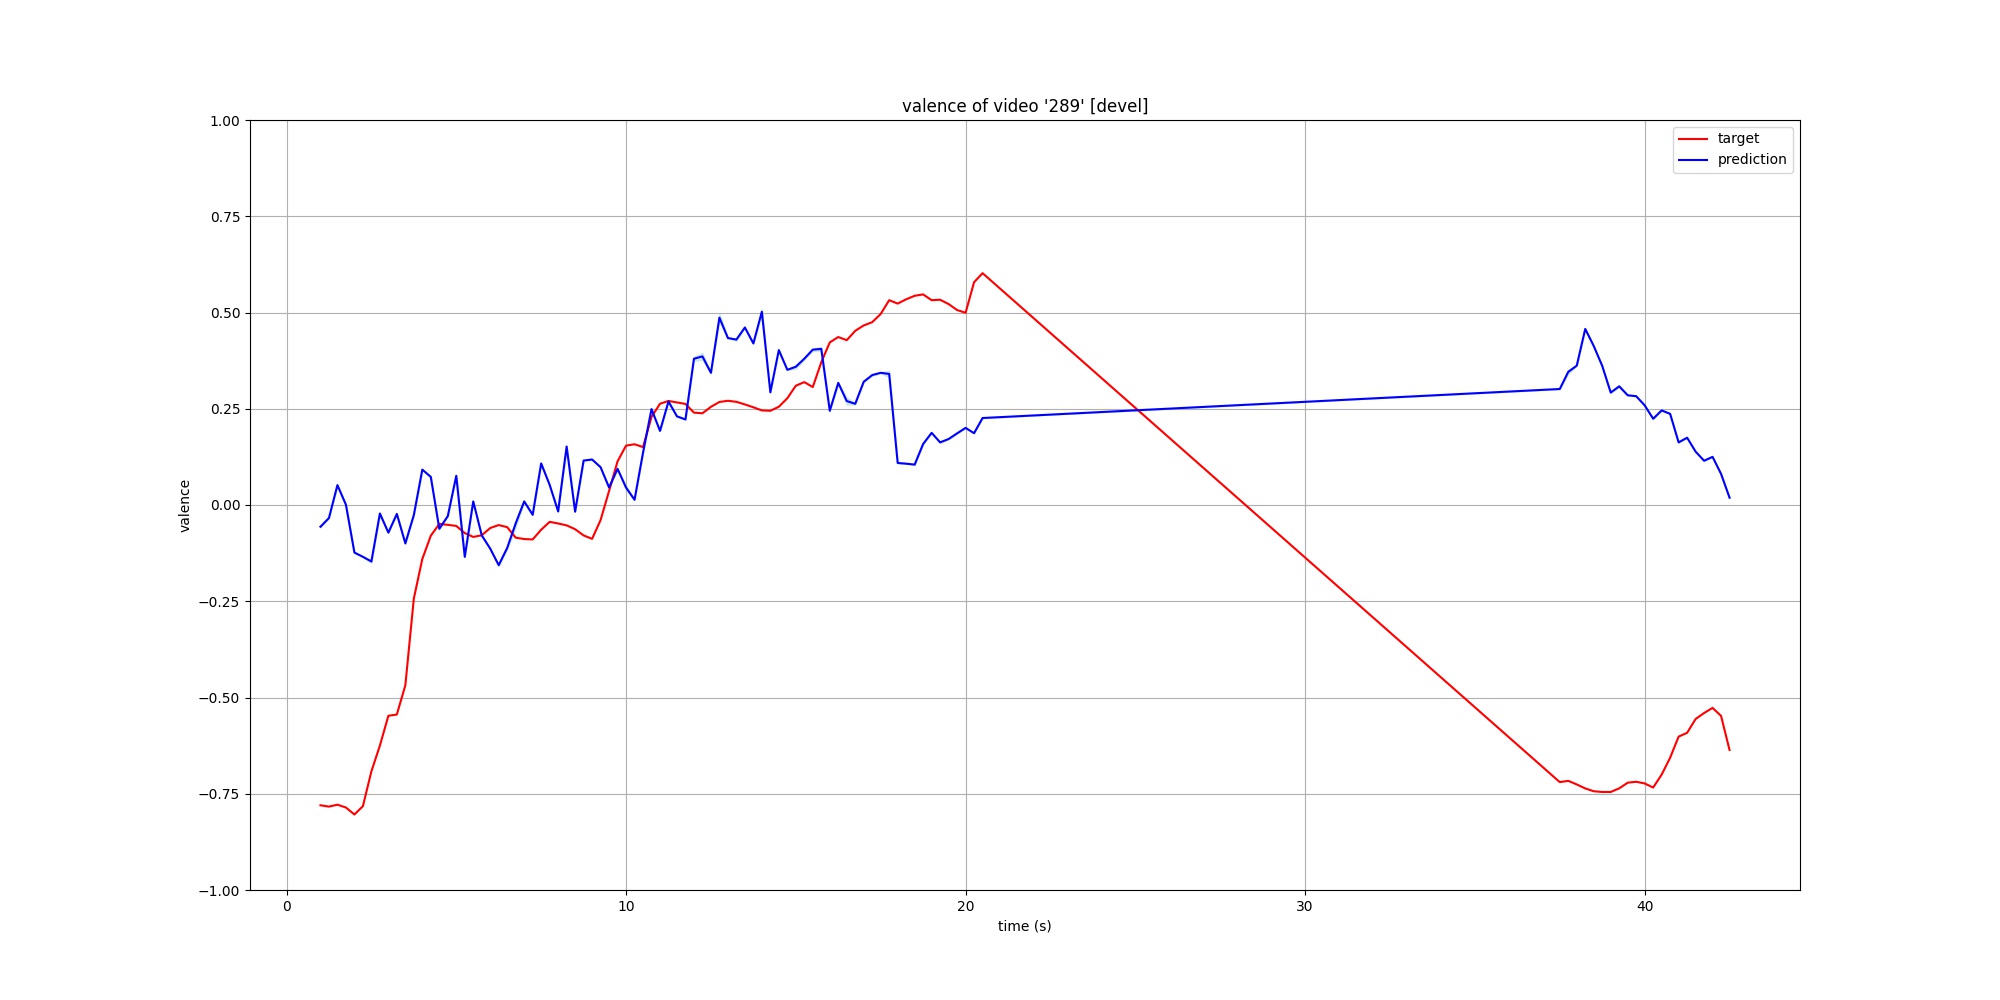 valence of video '289' [devel]
target
prediction
1.00
0.75
0.50
0.25
0.00
−0.25
−0.50
−0.75
−1.00
valence
0 10 20 30 40
time (s)